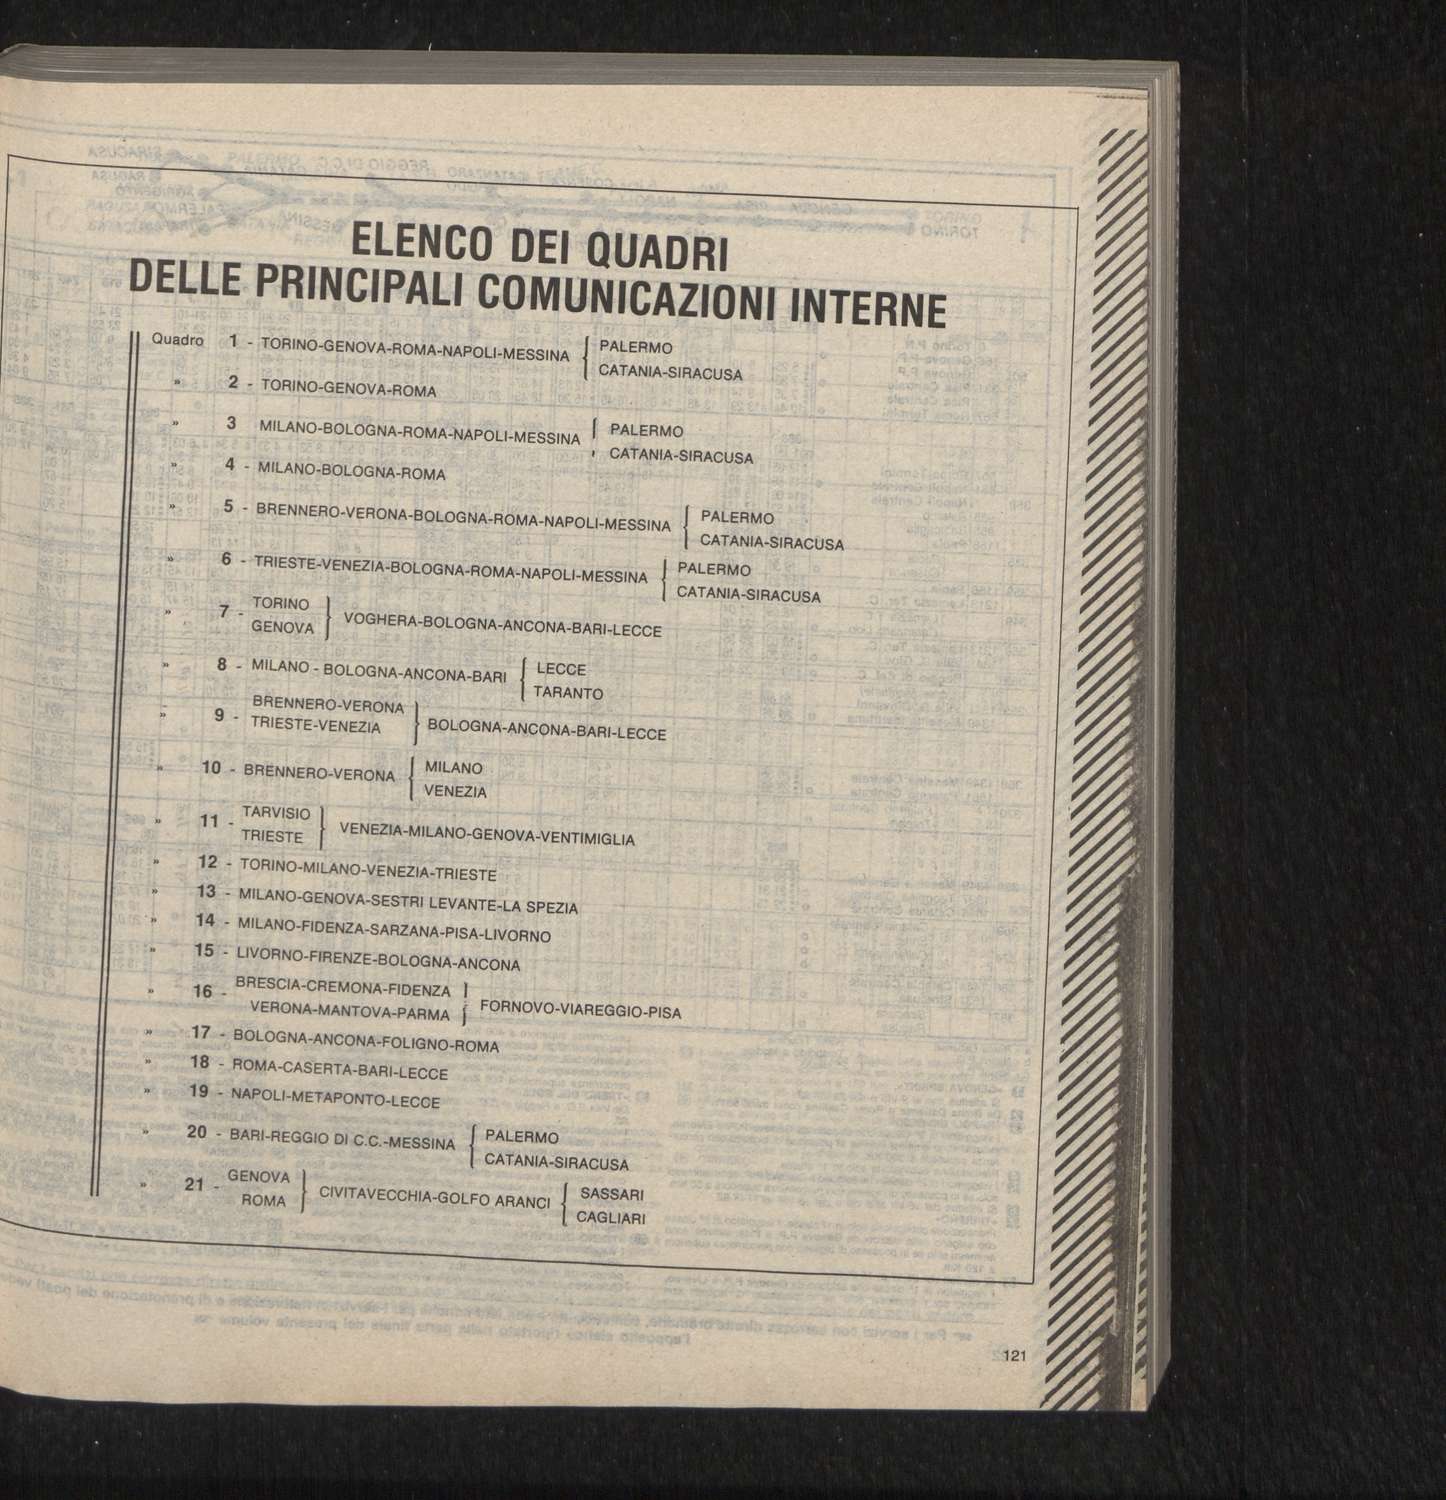 ELENCO DEI QUADRI
DELLE PRINCIPALI COMUNICAZIONI INTERNE
Quadro 1 - TORINO-GENOVA-ROMA-NAPOLI-MESSINA { PALERMO
CATANIA-SIRACUSA
» 2 - TORINO-GENOVA-ROMA
» 3 MILANO-BOLOGNA-ROMA-NAPOLI-MESSINA { PALERMO
CATANIA-SIRACUSA
» 4 - MILANO-BOLOGNA-ROMA
» 5 - BRENNERO-VERONA-BOLOGNA-ROMA-NAPOLI-MESSINA { PALERMO
CATANIA-SIRACUSA
» 6 - TRIESTE-VENEZIA-BOLOGNA-ROMA-NAPOLI-MESSINA { PALERMO
CATANIA-SIRACUSA
» 7 - TORINO
GENOVA } VOGHERA-BOLOGNA-ANCONA-BARI-LECCE
» 8 - MILANO - BOLOGNA-ANCONA-BARI { LECCE
TARANTO
» 9 - BRENNERO-VERONA
TRIESTE-VENEZIA } BOLOGNA-ANCONA-BARI-LECCE
» 10 - BRENNERO-VERONA { MILANO
VENEZIA
» 11 - TARVISIO
TRIESTE } VENEZIA-MILANO-GENOVA-VENTIMIGLIA
» 12 - TORINO-MILANO-VENEZIA-TRIESTE
» 13 - MILANO-GENOVA-SESTRI LEVANTE-LA SPEZIA
» 14 - MILANO-FIDENZA-SARZANA-PISA-LIVORNO
» 15 - LIVORNO-FIRENZE-BOLOGNA-ANCONA
» 16 - BRESCIA-CREMONA-FIDENZA
VERONA-MANTOVA-PARMA } FORNOVO-VIAREGGIO-PISA
» 17 - BOLOGNA-ANCONA-FOLIGNO-ROMA
» 18 - ROMA-CASERTA-BARI-LECCE
» 19 - NAPOLI-METAPONTO-LECCE
» 20 - BARI-REGGIO DI C.C.-MESSINA { PALERMO
CATANIA-SIRACUSA
» 21 - GENOVA
ROMA } CIVITAVECCHIA-GOLFO ARANCI { SASSARI
CAGLIARI
121